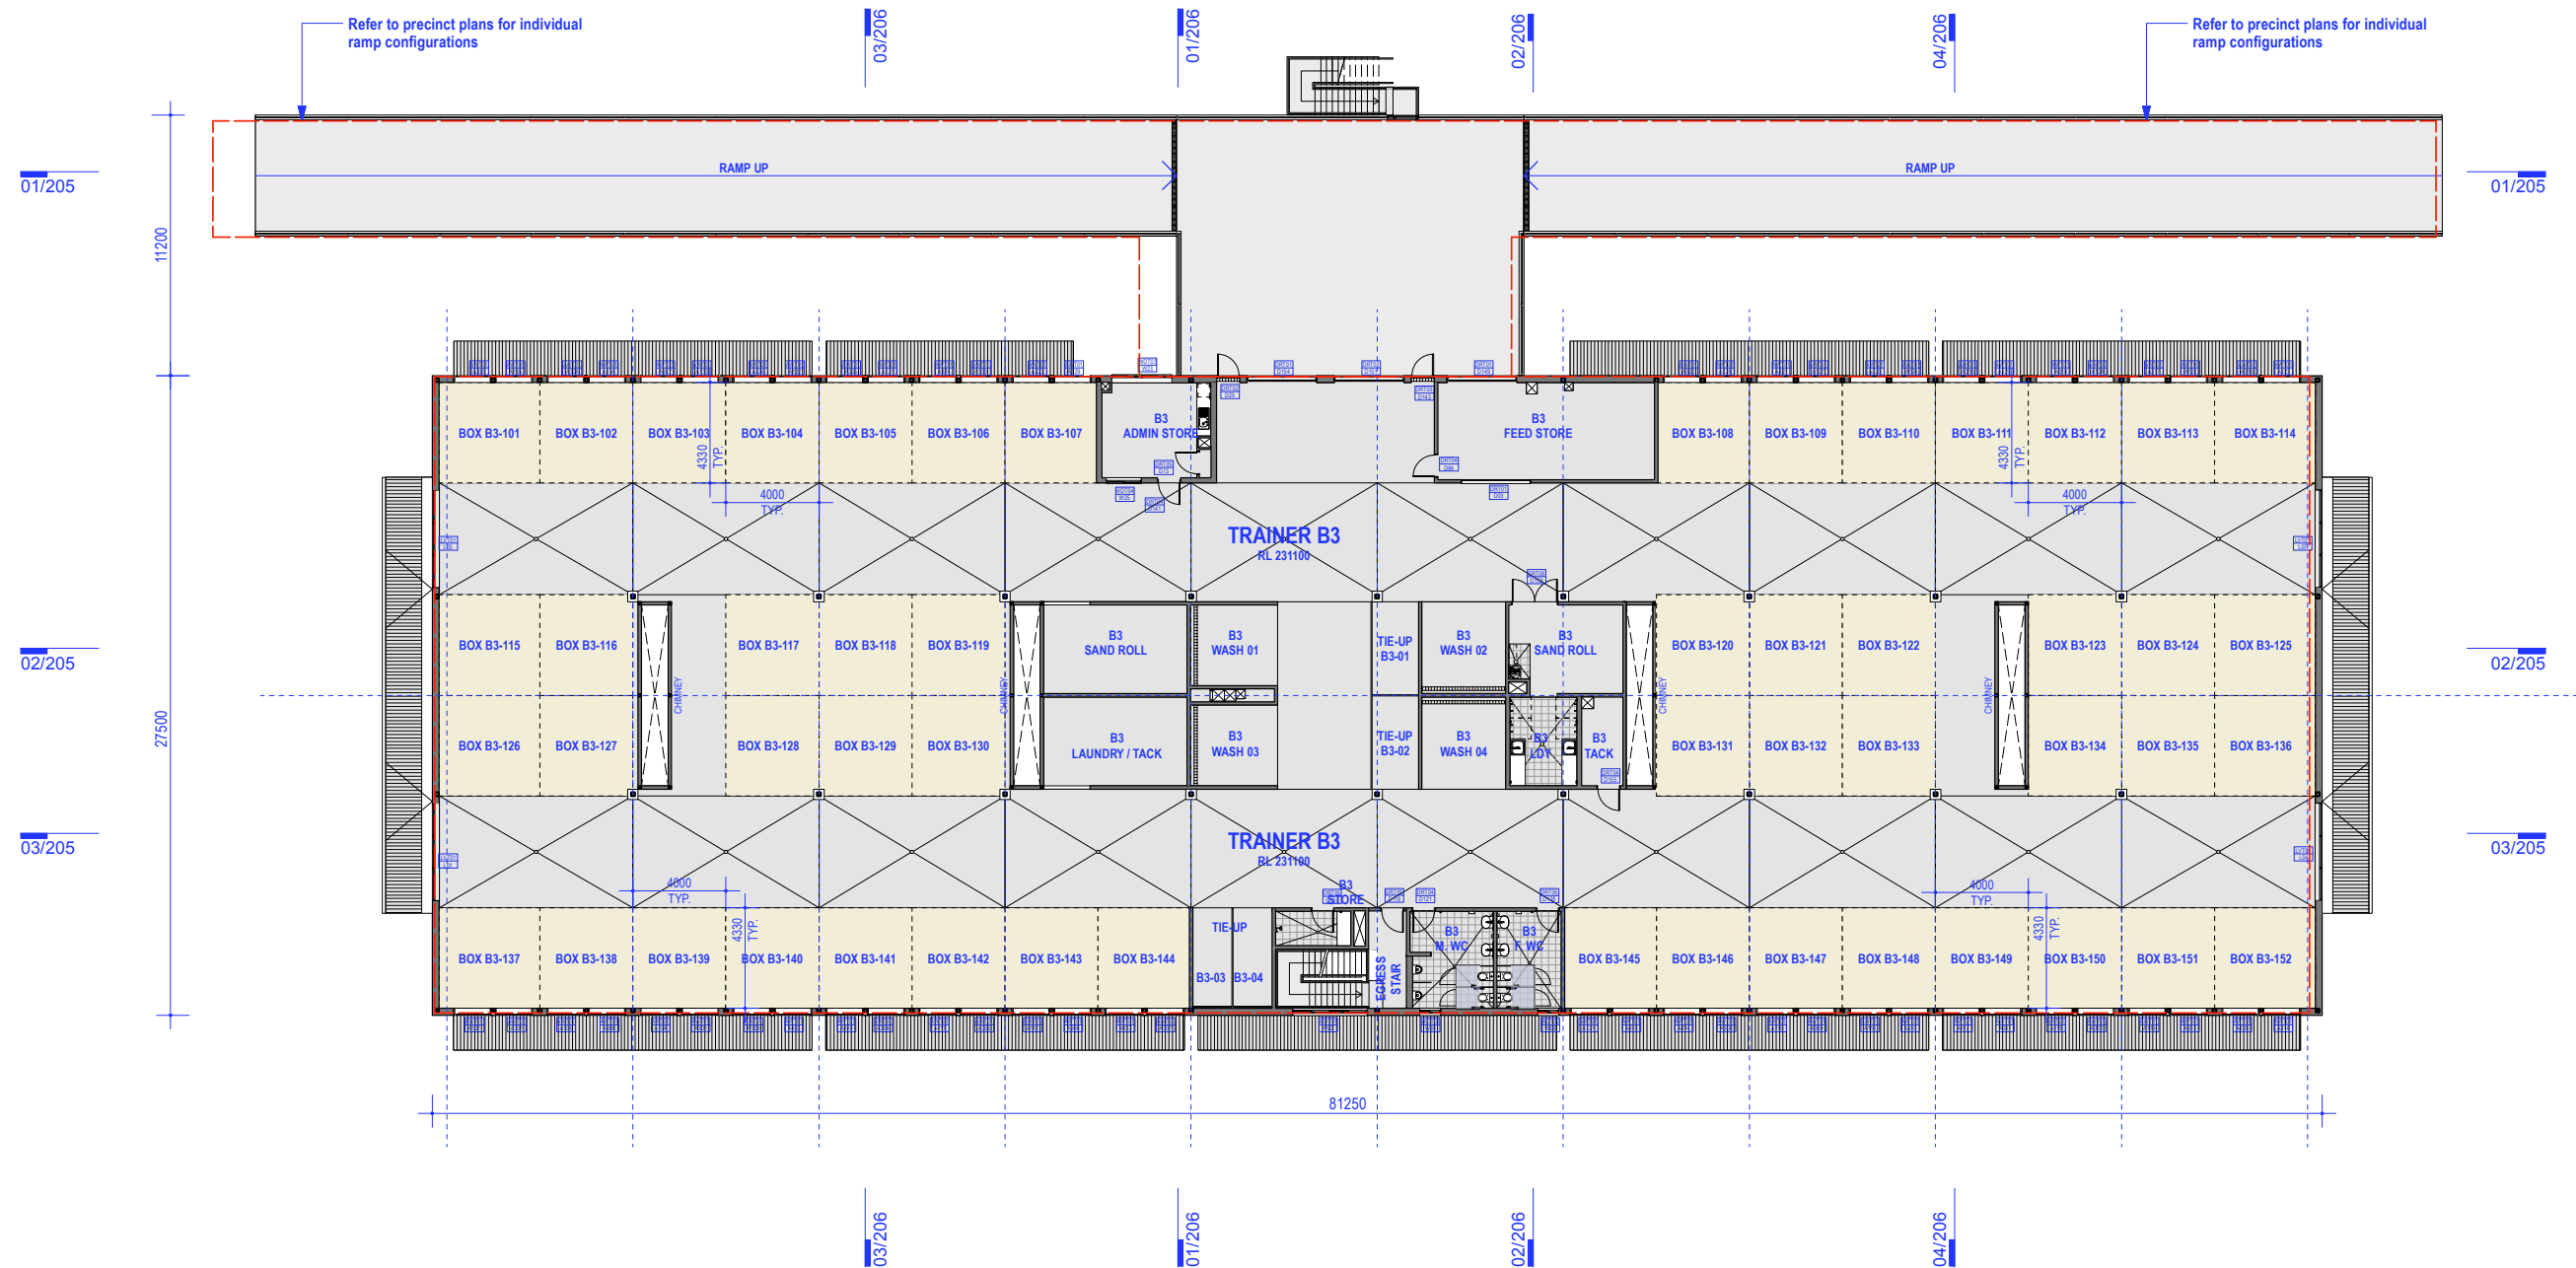 Refer to precinct plans for individual
ramp configurations
03/206
01/206
02/206
04/206
Refer to precinct plans for individual
ramp configurations
01/205
RAMP UP
RAMP UP
01/205
11200
BOX B3-101
BOX B3-102
BOX B3-103
BOX B3-104
BOX B3-105
BOX B3-106
BOX B3-107
B3
ADMIN STORE
B3
FEED STORE
BOX B3-108
BOX B3-109
BOX B3-110
BOX B3-111
BOX B3-112
BOX B3-113
BOX B3-114
4330
TYP.
4000
TYP.
4330
TYP.
4000
TYP.
TRAINER B3
RL 231100
02/205
BOX B3-115
BOX B3-116
BOX B3-117
BOX B3-118
BOX B3-119
B3
SAND ROLL
B3
WASH 01
TIE-UP
B3-01
B3
WASH 02
B3
SAND ROLL
BOX B3-120
BOX B3-121
BOX B3-122
BOX B3-123
BOX B3-124
BOX B3-125
02/205
CHIMNEY
CHIMNEY
CHIMNEY
CHIMNEY
27500
BOX B3-126
BOX B3-127
BOX B3-128
BOX B3-129
BOX B3-130
B3
LAUNDRY / TACK
B3
WASH 03
TIE-UP
B3-02
B3
WASH 04
B3
LDY
B3
TACK
BOX B3-131
BOX B3-132
BOX B3-133
BOX B3-134
BOX B3-135
BOX B3-136
03/205
TRAINER B3
RL 231100
03/205
4000
TYP.
4330
TYP.
4000
TYP.
4330
TYP.
BOX B3-137
BOX B3-138
BOX B3-139
BOX B3-140
BOX B3-141
BOX B3-142
BOX B3-143
BOX B3-144
TIE-UP
B3-03
B3-04
B3
STORE
EGRESS
STAIR
B3
M. WC
B3
F. WC
BOX B3-145
BOX B3-146
BOX B3-147
BOX B3-148
BOX B3-149
BOX B3-150
BOX B3-151
BOX B3-152
81250
03/206
01/206
02/206
04/206